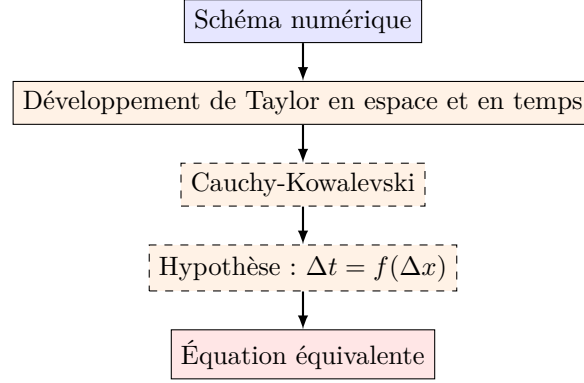 Schéma numérique
Développement de Taylor en espace et en temps
Cauchy-Kowalevski
Hypothèse : Δt = f(Δx)
Équation équivalente